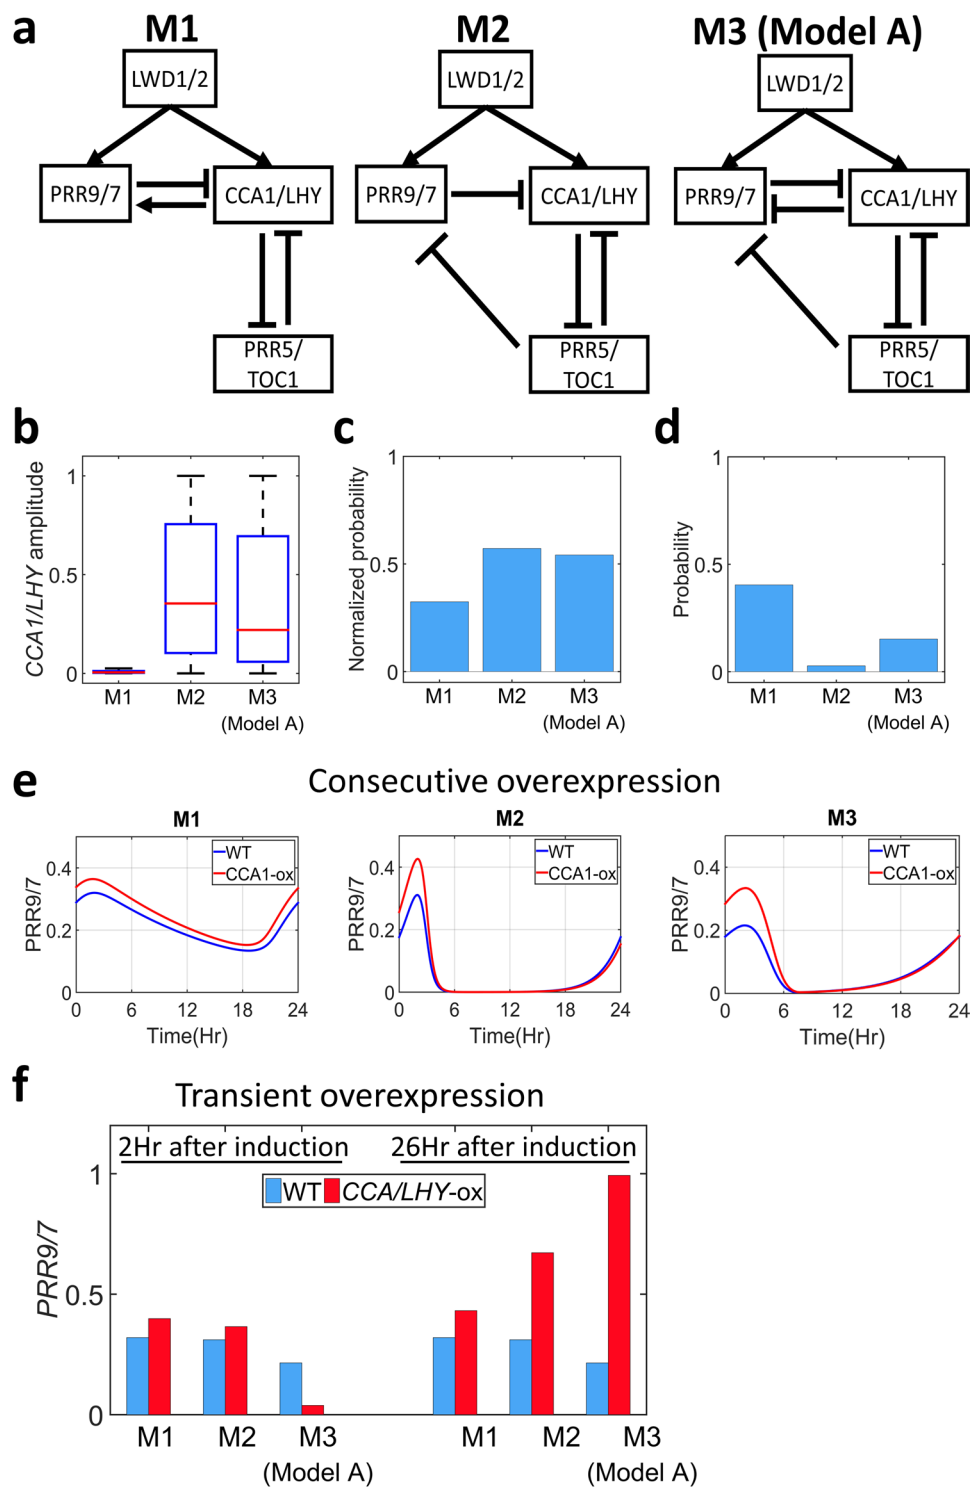 a
M1
M2
M3 (Model A)
LWD1/2
LWD1/2
LWD1/2
PRR9/7
CCA1/LHY
PRR9/7
CCA1/LHY
PRR9/7
CCA1/LHY
PRR5/
TOC1
PRR5/
TOC1
PRR5/
TOC1
b
CCA1/LHY amplitude
1
0.5
0
M1
M2
M3
(Model A)
c
Normalized probability
1
0.5
0
M1
M2
M3
(Model A)
d
Probability
1
0.5
0
M1
M2
M3
(Model A)
e
Consecutive overexpression
M1
PRR9/7
0.4
0.2
0
WT
CCA1-ox
0
6
12
18
24
Time(Hr)
M2
PRR9/7
0.4
0.2
0
WT
CCA1-ox
0
6
12
18
24
Time(Hr)
M3
PRR9/7
0.4
0.2
0
WT
CCA1-ox
0
6
12
18
24
Time(Hr)
f
Transient overexpression
2Hr after induction
26Hr after induction
WT
CCA/LHY-ox
PRR9/7
1
0.5
0
M1
M2
M3
(Model A)
M1
M2
M3
(Model A)